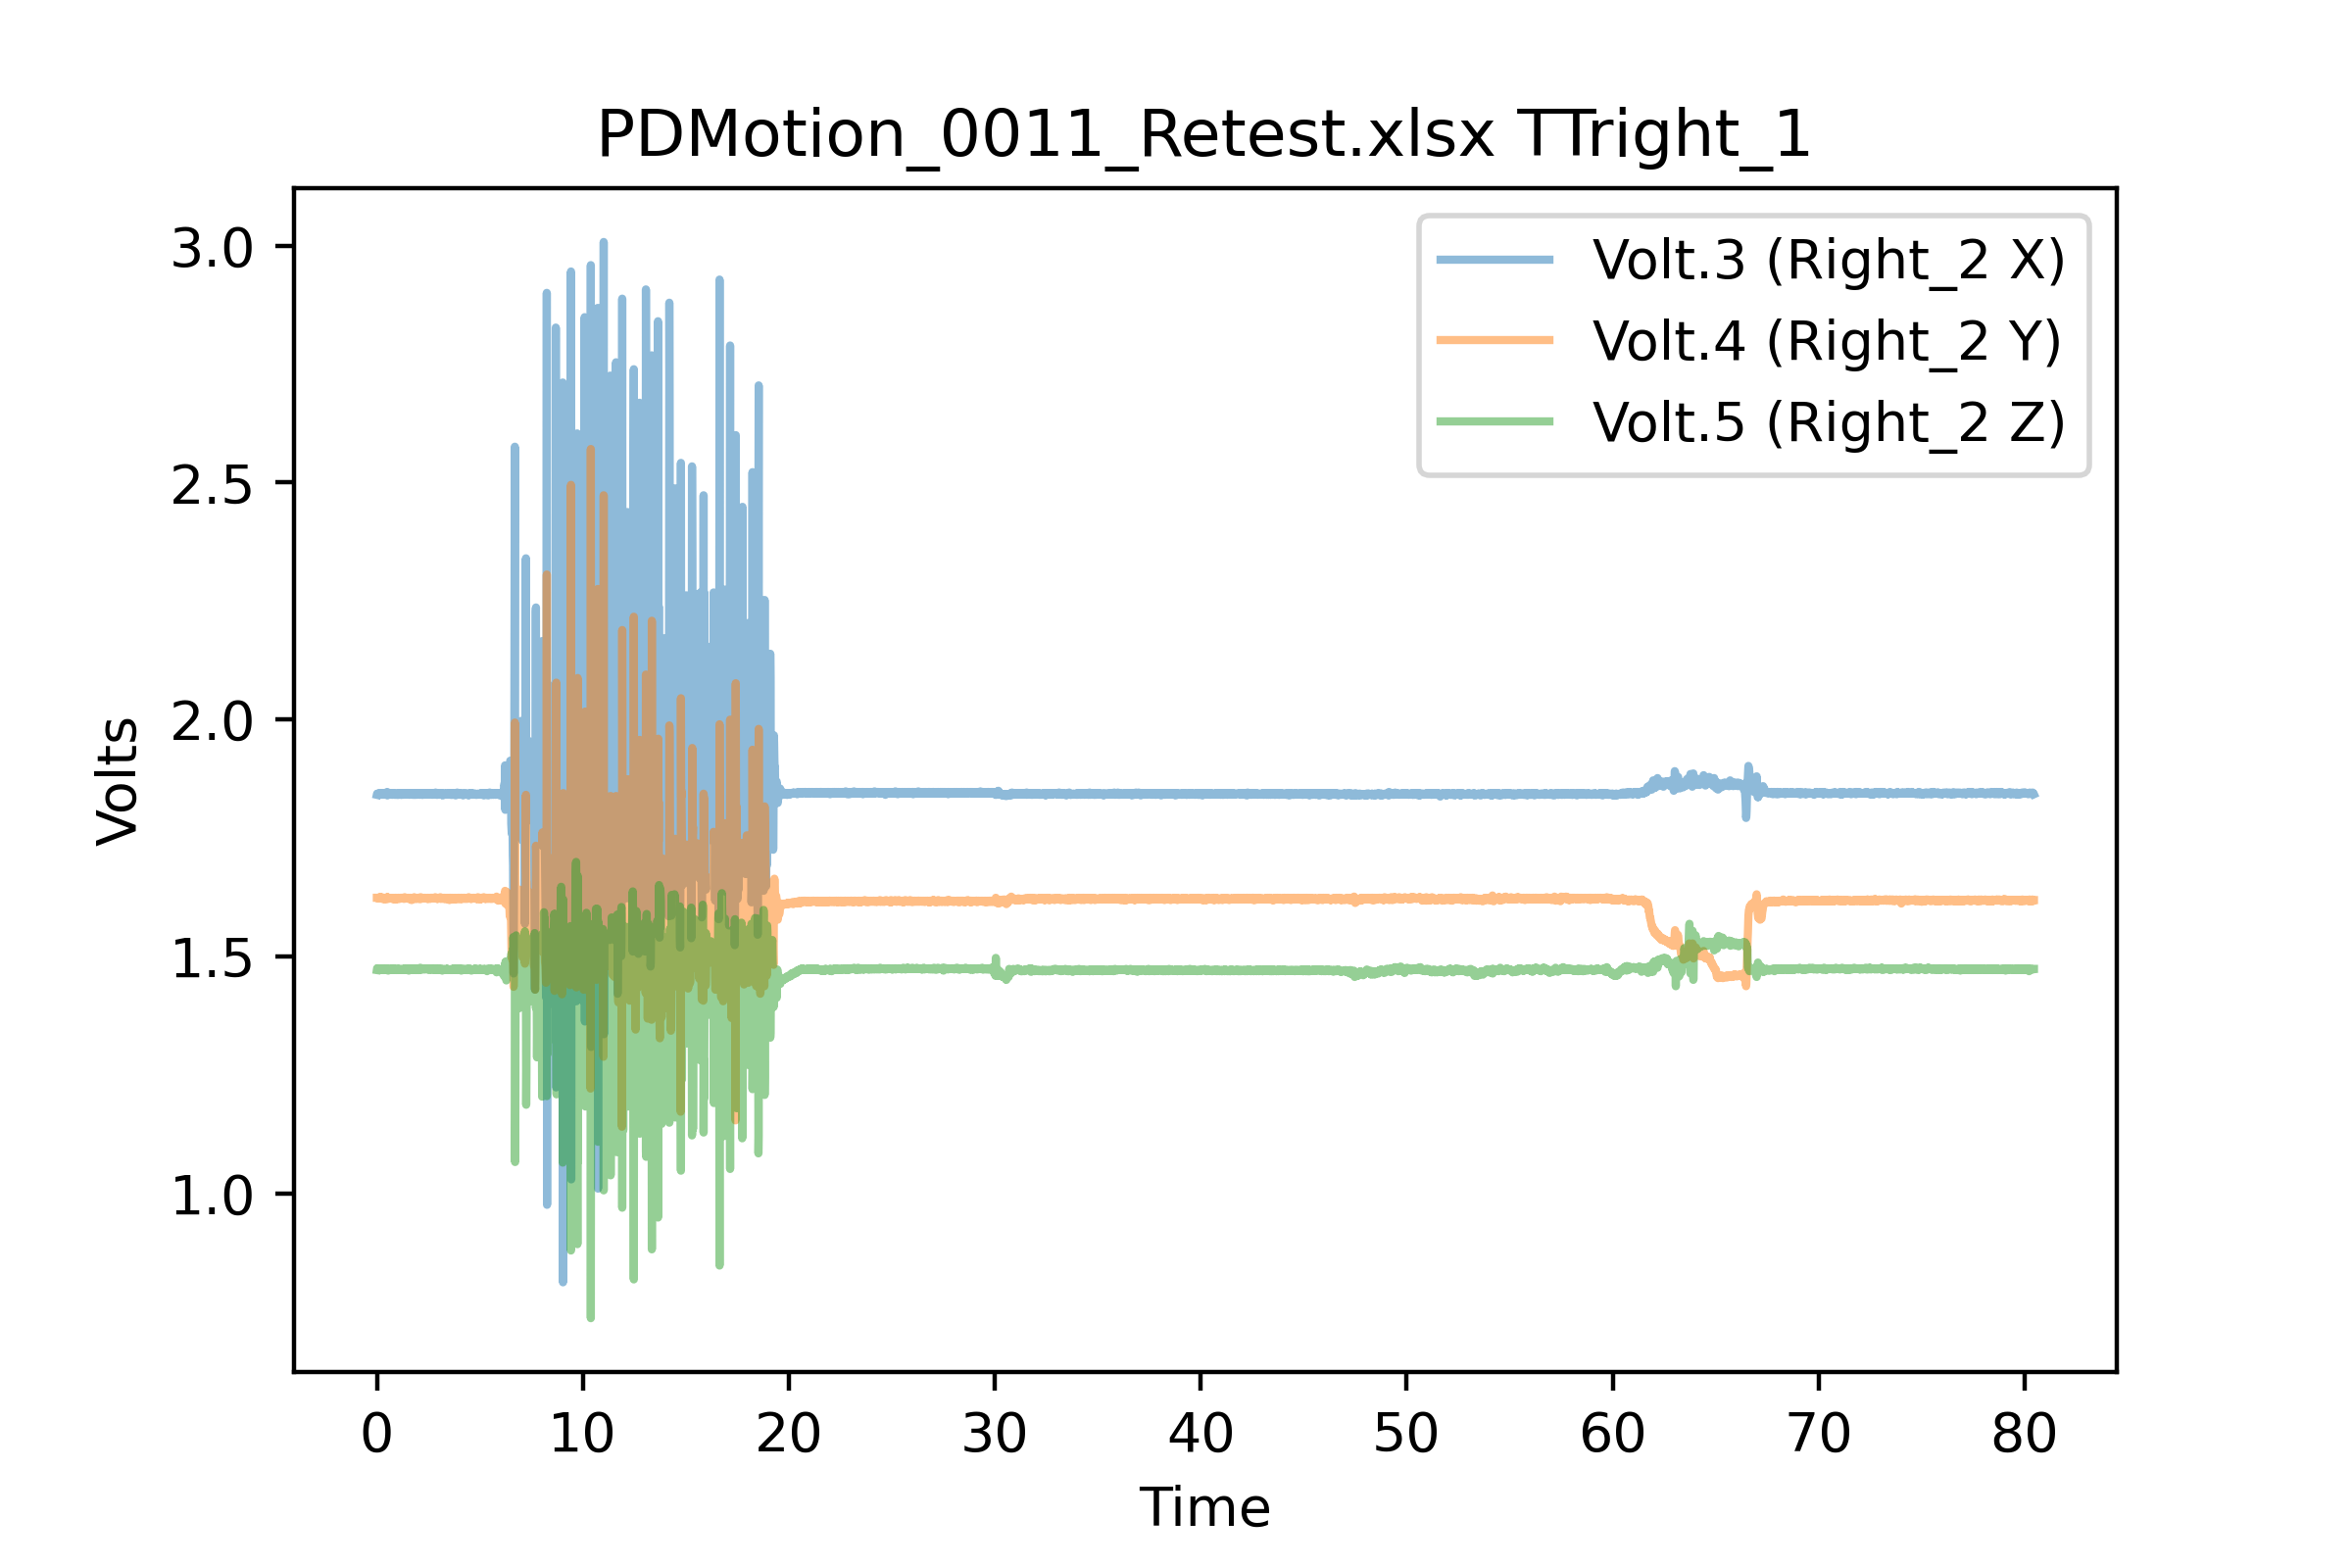 PDMotion_0011_Retest.xlsx TTright_1
Volt.3 (Right_2 X)
Volt.4 (Right_2 Y)
Volt.5 (Right_2 Z)
Volts
3.0
2.5
2.0
1.5
1.0
0 10 20 30 40 50 60 70 80
Time